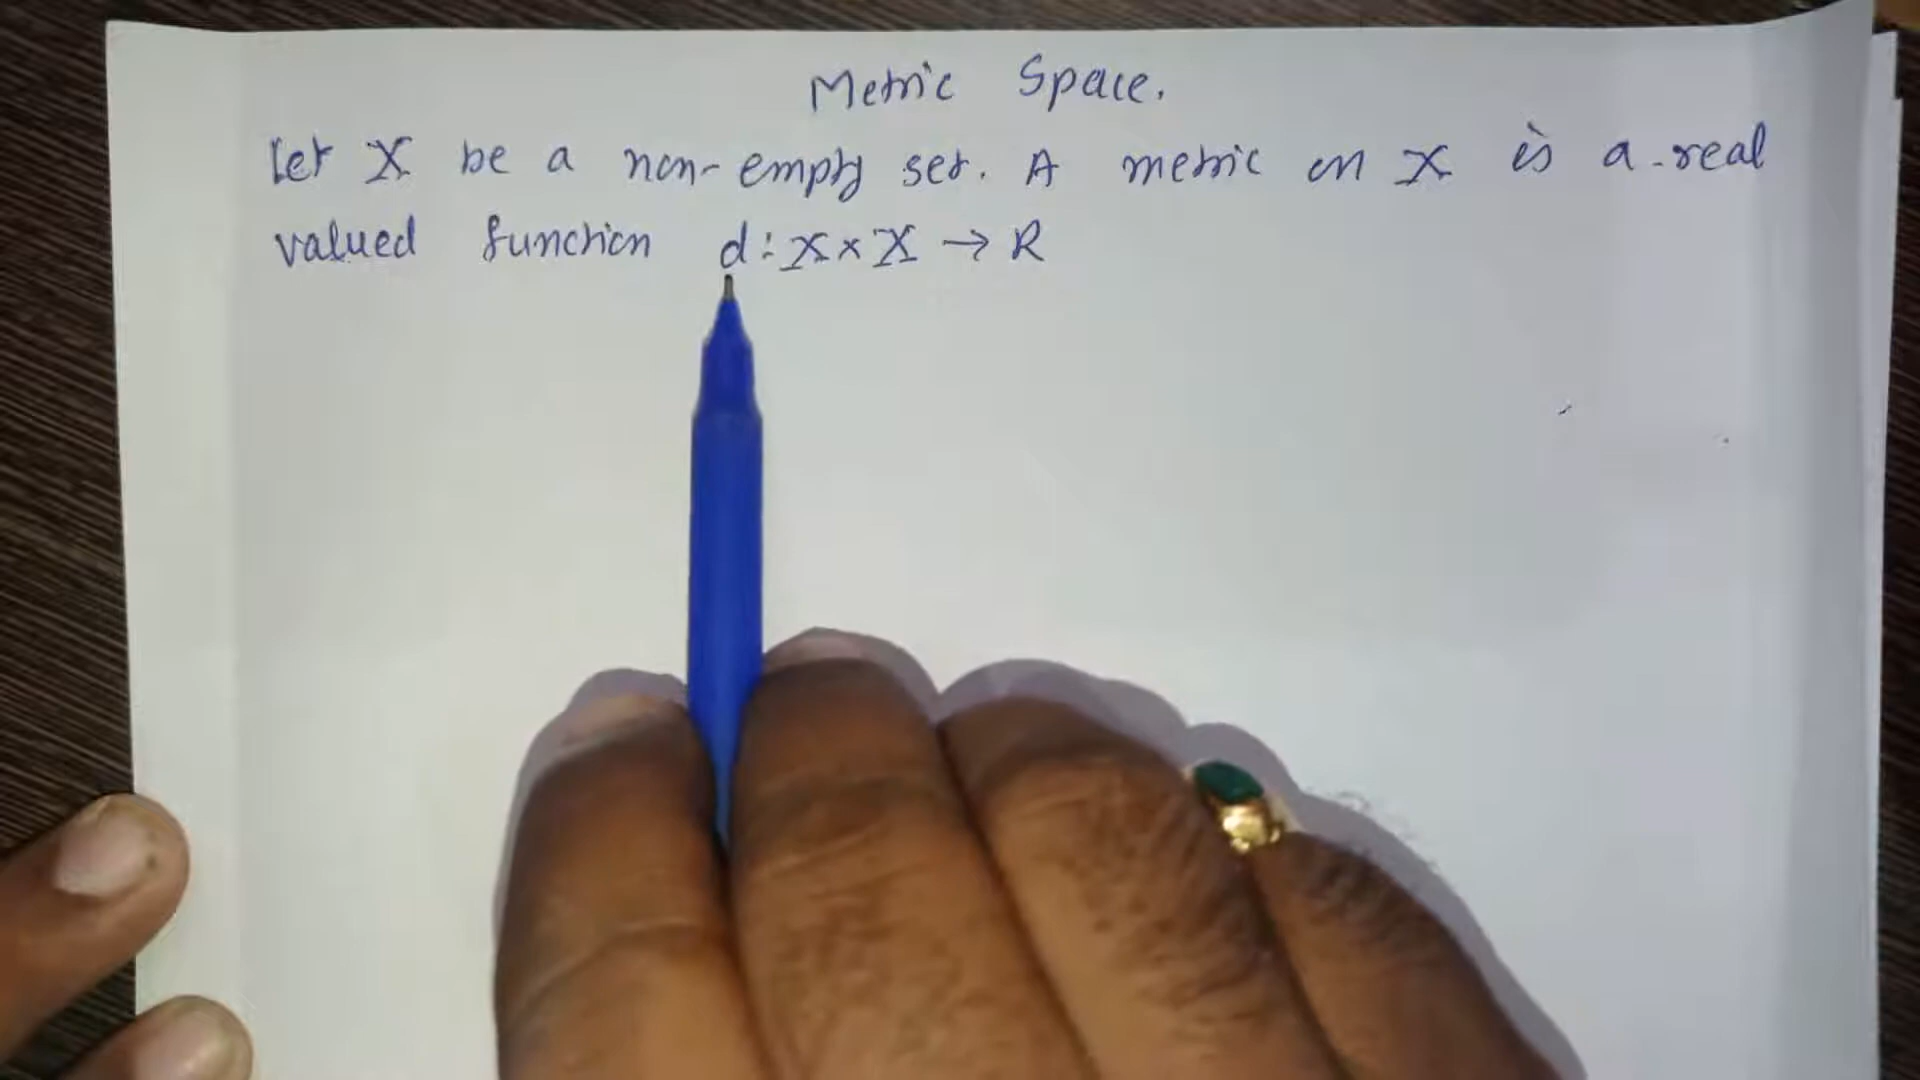 Metric Space.
Let X be a non-empty set. A metric on X is a real
valued function d: X × X → R